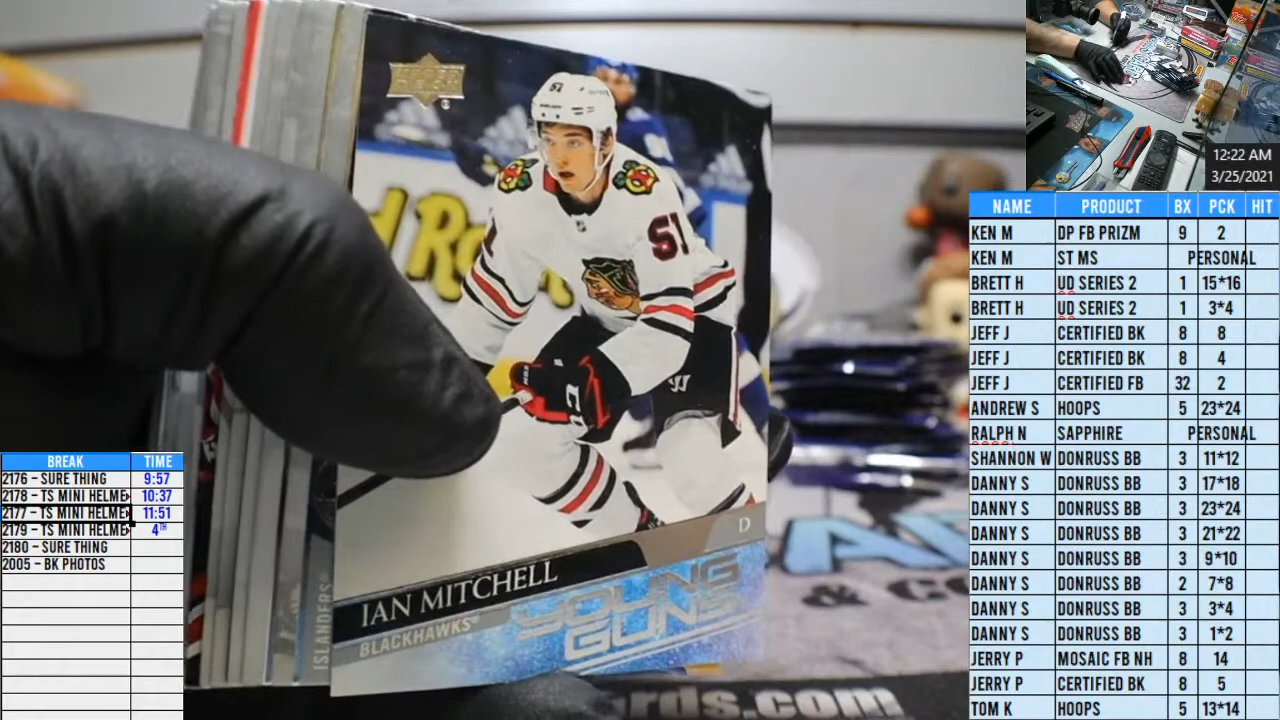 UPPER DECK
51
51
IAN MITCHELL
D
BLACKHAWKS
YOUNG GUNS
ISLANDERS
& CO
rds.com
12:22 AM
3/25/2021
BREAK TIME
2176 – SURE THING 9:57
2178 – TS MINI HELME 10:37
2177 – TS MINI HELME 11:51
2179 – TS MINI HELME 4TH
2180 – SURE THING
2005 – BK PHOTOS
NAME PRODUCT BX PCK HIT
KEN M DP FB PRIZM 9 2
KEN M ST MS PERSONAL
BRETT H UD SERIES 2 1 15*16
BRETT H UD SERIES 2 1 3*4
JEFF J CERTIFIED BK 8 8
JEFF J CERTIFIED BK 8 4
JEFF J CERTIFIED FB 32 2
ANDREW S HOOPS 5 23*24
RALPH N SAPPHIRE PERSONAL
SHANNON W DONRUSS BB 3 11*12
DANNY S DONRUSS BB 3 17*18
DANNY S DONRUSS BB 3 23*24
DANNY S DONRUSS BB 3 21*22
DANNY S DONRUSS BB 3 9*10
DANNY S DONRUSS BB 2 7*8
DANNY S DONRUSS BB 3 3*4
DANNY S DONRUSS BB 3 1*2
JERRY P MOSAIC FB NH 8 14
JERRY P CERTIFIED BK 8 5
TOM K HOOPS 5 13*14